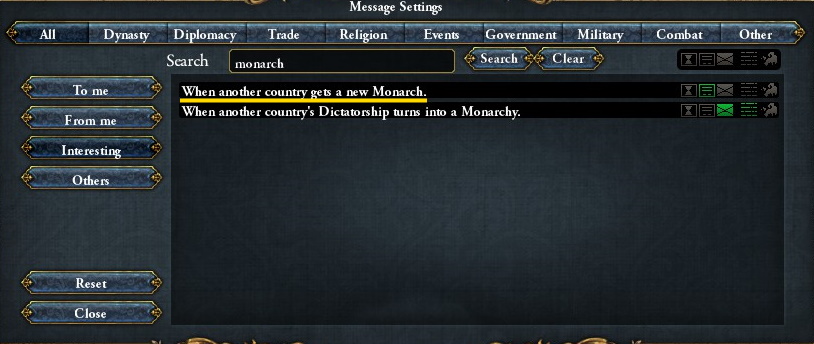 Message Settings
All Dynasty Diplomacy Trade Religion Events Government Military Combat Other
Search monarch Search Clear
To me
From me
Interesting
Others
When another country gets a new Monarch.
When another country's Dictatorship turns into a Monarchy.
Reset
Close